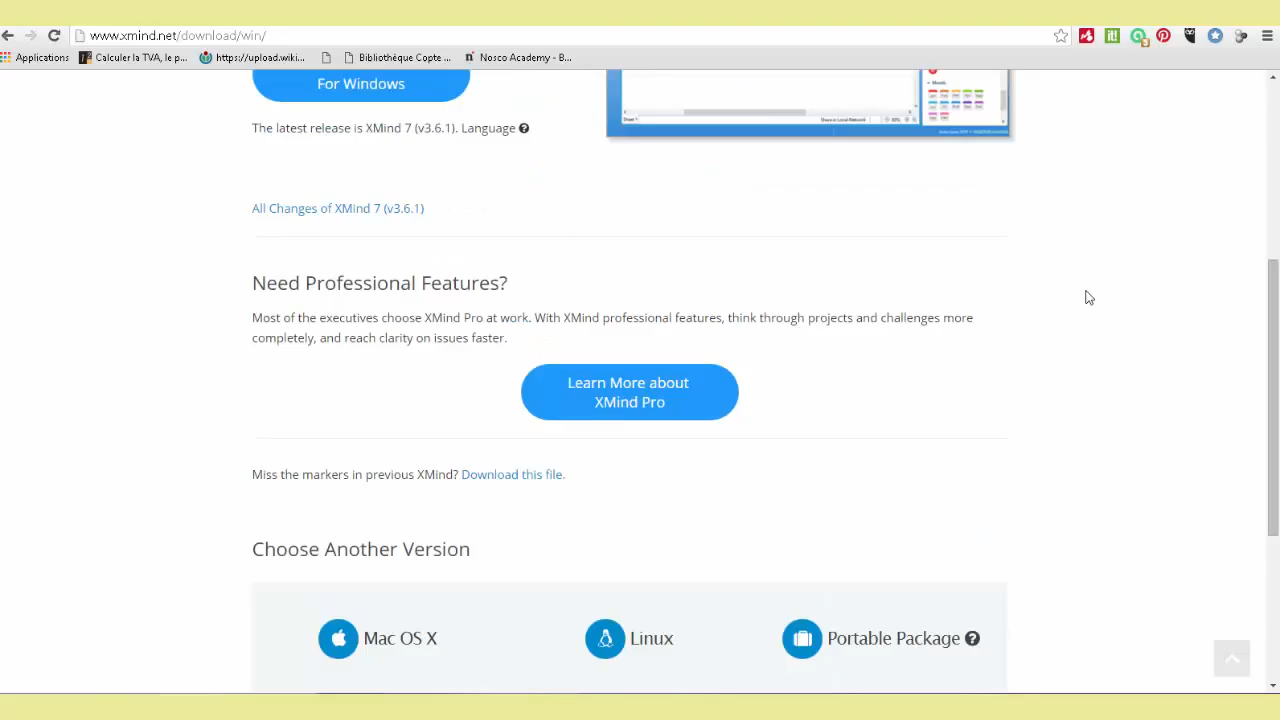 www.xmind.net/download/win/
Applications Calculer la TVA, le p... https://upload.wiki... Bibliothèque Copte ... Nosco Academy - B...
For Windows
The latest release is XMind 7 (v3.6.1). Language
All Changes of XMind 7 (v3.6.1)
Need Professional Features?
Most of the executives choose XMind Pro at work. With XMind professional features, think through projects and challenges more
completely, and reach clarity on issues faster.
Learn More about
XMind Pro
Miss the markers in previous XMind? Download this file.
Choose Another Version
Mac OS X Linux Portable Package